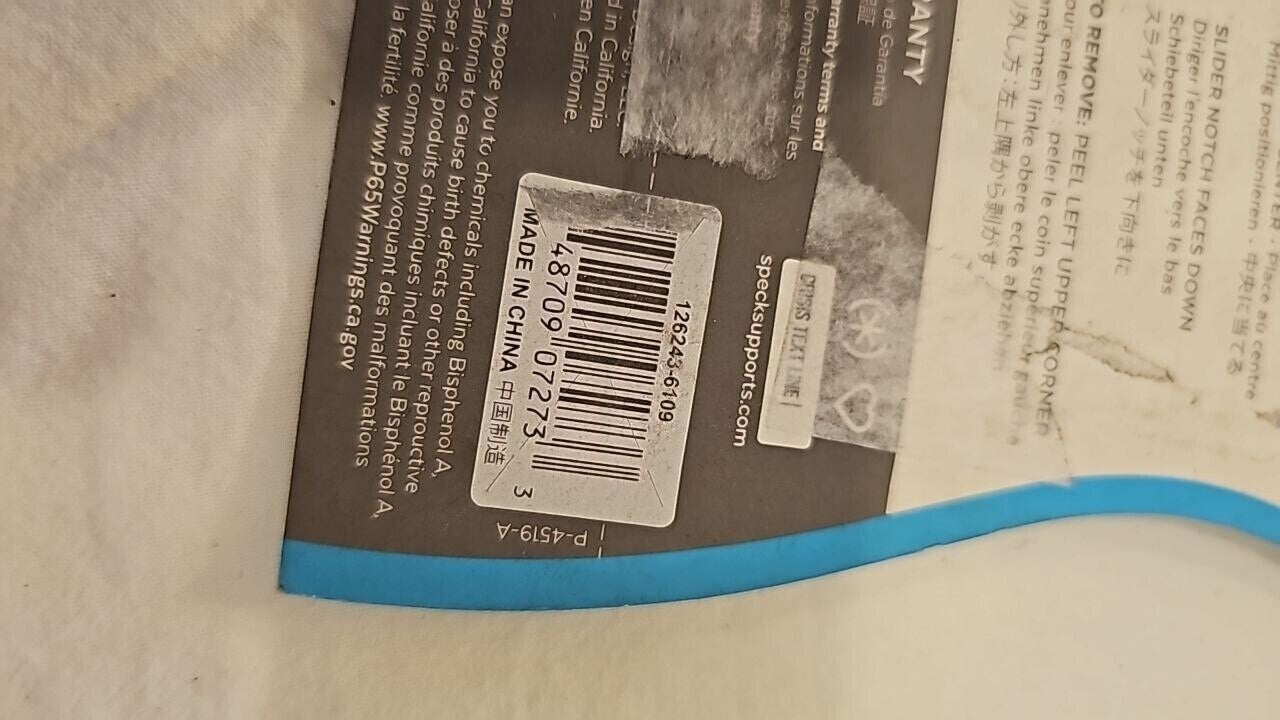 SLIDER NOTCH FACES DOWN
Diriger l'encoche vers le bas
Schiebeteil unten
スライダーノッチを下向きに
TO REMOVE: PEEL LEFT UPPER CORNER
our enlever : peler le coin supérieur gauche
nehmen linke obere ecke abziehen
外し方:左上隅から剥がす
Mittig positionieren · 中央に当てる
Place au centre
RANTY
de Garantia
arranty terms and
formations sur les
specksupports.com
126243-6109
48709 07273 3
MADE IN CHINA 中国制造
P-4519-A
d in California.
en Californie.
an expose you to chemicals including Bisphenol A,
California to cause birth defects or other reproductive
oser à des produits chimiques incluant le Bisphénol A,
alifornie comme provoquant des malformations
la fertilité. www.P65Warnings.ca.gov